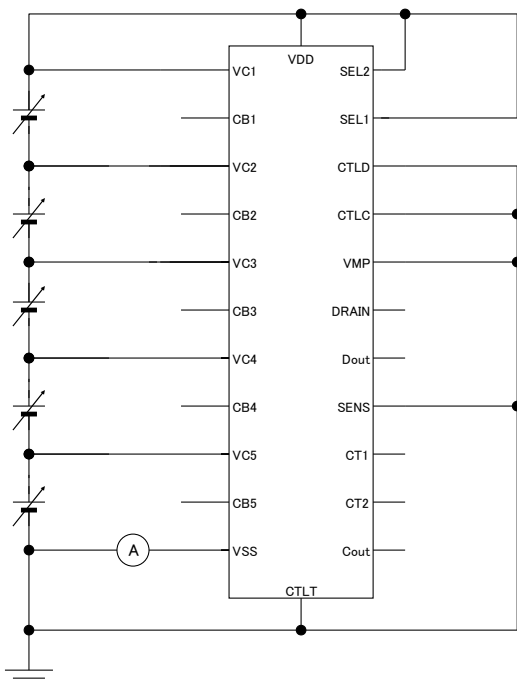 VDD
VC1
SEL2
CB1
SEL1
VC2
CTLD
CB2
CTLC
VC3
VMP
CB3
DRAIN
VC4
Dout
CB4
SENS
VC5
CT1
CB5
CT2
A
VSS
Cout
CTLT